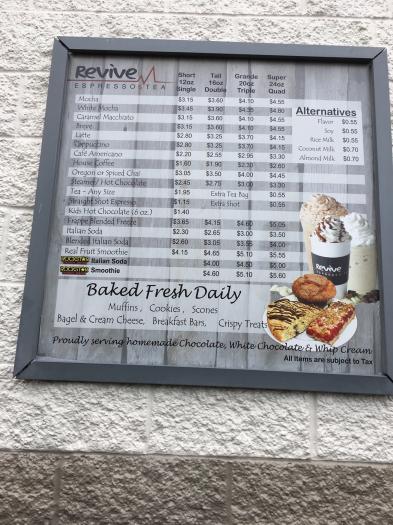 Revive
ESPRESSO&TEA
Short Tall Grande Super
12oz 16oz 20oz 24oz
Single Double Triple Quad
Mocha $3.15 $3.60 $4.10 $4.55
White Mocha $3.45 $3.90 $4.80
Caramel Macchiato $3.15 $3.60 $4.10 $4.55
$3.15 $3.60 $4.10 $4.55
Latte $2.80 $3.25 $3.70 $4.15
Cappuccino $2.80 $3.25 $3.70 $4.15
Café Americano $2.20 $2.55 $2.95 $3.30
House Coffee $1.60 $1.90 $2.30 $2.60
Oregon or Spiced Chai $3.05 $3.50 $4.00 $4.45
Steamer / Hot Chocolate $2.45 $2.75 $3.00 $3.30
Tea - Any Size $1.95 Extra Tea Bag $0.55
Straight Shot Espresso $1.15 Extra Shot $0.55
Kids Hot Chocolate (6 oz.) $1.40
Frappe Blended Freeze $3.65 $4.15 $4.60 $5.05
Italian Soda $2.30 $2.65 $3.00 $3.50
Blended Italian Soda $2.60 $3.05 $3.55 $4.00
Real Fruit Smoothie $4.15 $4.65 $5.10 $5.55
ROCKSTAR Italian Soda $4.00 $4.50 $5.00
ROCKSTAR Smoothie $4.60 $5.10 $5.60
Alternatives
Flavor $0.55
Soy $0.55
Rice Milk $0.55
Coconut Milk $0.70
Almond Milk $0.70
Revive
Baked Fresh Daily
Muffins, Cookies, Scones
Bagel & Cream Cheese, Breakfast Bars, Crispy Treats
Proudly serving homemade Chocolate, White Chocolate & Whip Cream
All Items are subject to Tax